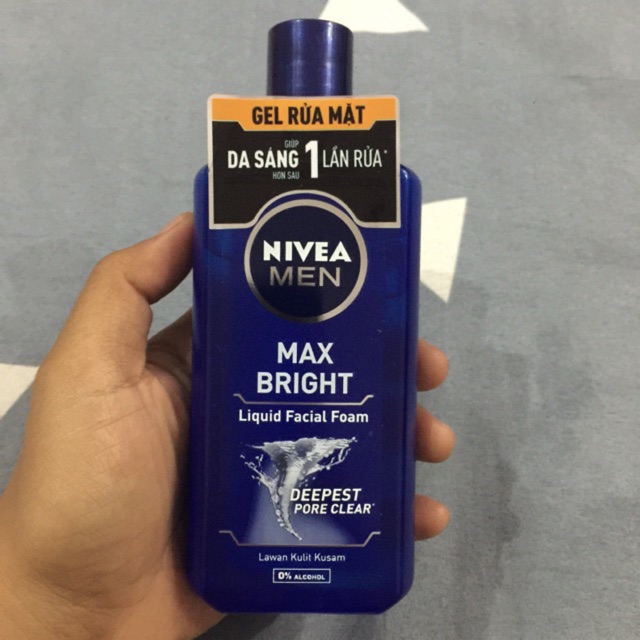 GEL RỬA MẶT
GIÚP
DA SÁNG 1 LẦN RỬA*
HƠN SAU
NIVEA
MEN
MAX
BRIGHT
Liquid Facial Foam
DEEPEST
PORE CLEAR*
Lawan Kulit Kusam
0% ALCOHOL